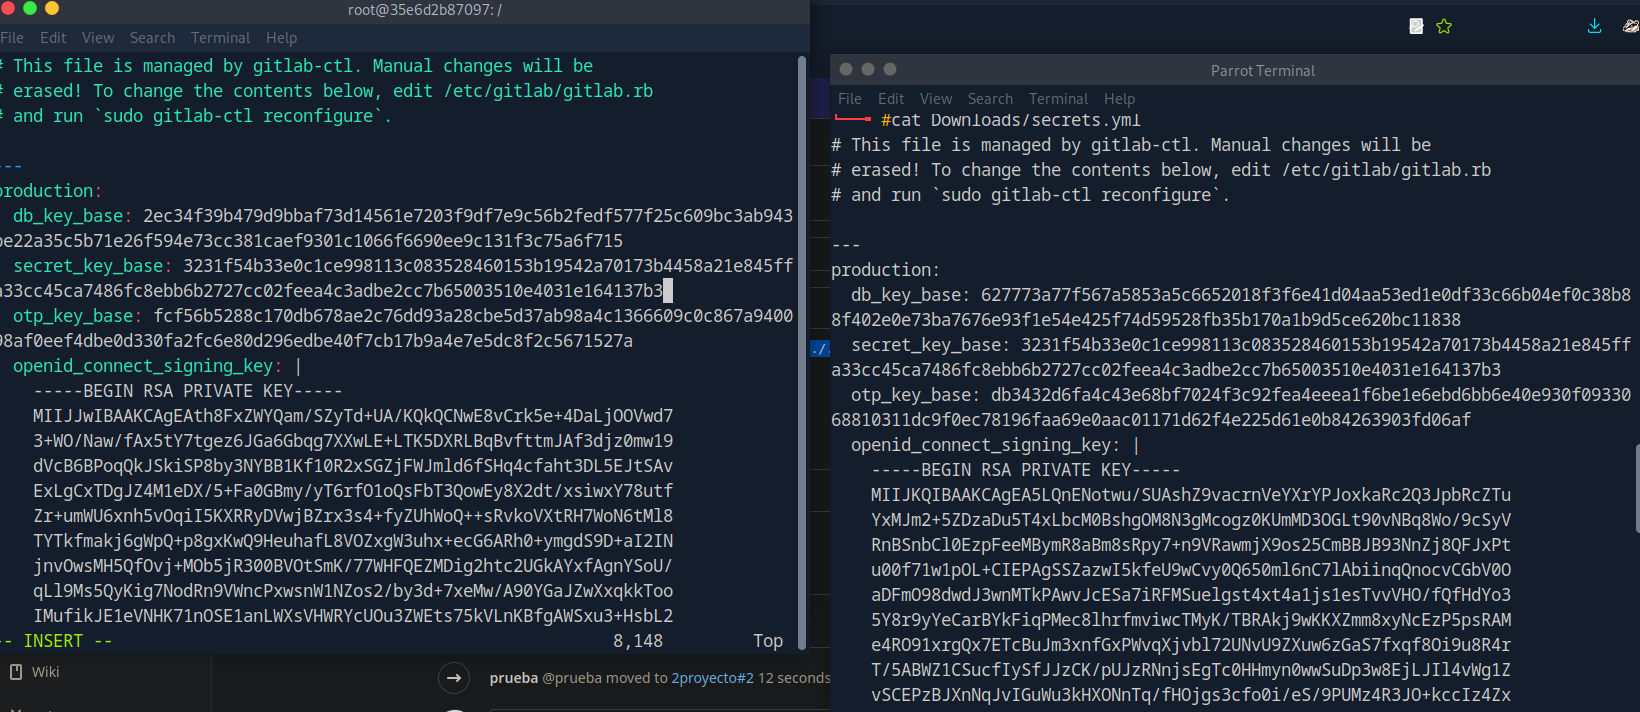 root@35e6d2b87097: /
File Edit View Search Terminal Help
# This file is managed by gitlab-ctl. Manual changes will be
# erased! To change the contents below, edit /etc/gitlab/gitlab.rb
# and run `sudo gitlab-ctl reconfigure`.
---
production:
db_key_base: 2ec34f39b479d9bbaf73d14561e7203f9df7e9c56b2fedf577f25c609bc3ab943
be22a35c5b71e26f594e73cc381caef9301c1066f6690ee9c131f3c75a6f715
secret_key_base: 3231f54b33e0c1ce998113c083528460153b19542a70173b4458a21e845ff
a33cc45ca7486fc8ebb6b2727cc02feea4c3adbe2cc7b65003510e4031e164137b3
otp_key_base: fcf56b5288c170db678ae2c76dd93a28cbe5d37ab98a4c1366609c0c867a9400
98af0eef4dbe0d330fa2fc6e80d296edbe40f7cb17b9a4e7e5dc8f2c5671527a
openid_connect_signing_key: |
-----BEGIN RSA PRIVATE KEY-----
MIIJJwIBAAKCAgEAth8FxZWYQam/SZyTd+UA/KQkQCNwE8vCrk5e+4DaLjOOVwd7
3+WO/Naw/fAx5tY7tgez6JGa6Gbqg7XXwLE+LTK5DXRLBqBvfttmJAf3djz0mw19
dVcB6BPoqQkJSkiSP8by3NYBB1Kf10R2xSGZjFWJmld6fSHq4cfaht3DL5EJtSAv
ExLgCxTDgJZ4M1eDX/5+Fa0GBmy/yT6rfO1oQsFbT3QowEy8X2dt/xsiwxY78utf
Zr+umWU6xnh5vOqiI5KXRRyDVwjBZrx3s4+fyZUhWoQ++sRvkoVXtRH7WoN6tMl8
TYTkfmakj6gWpQ+p8gxKwQ9HeuhafL8VOZxgW3uhx+ecG6ARh0+ymgdS9D+aI2IN
jnvOwsMH5QfOvj+MOb5jR300BVOtSmK/77WHFQEZMDig2htc2UGkAYxfAgnYSoU/
qLl9Ms5QyKig7NodRn9VWncPxwsnW1NZos2/by3d+7xeMw/A90YGaJZwXxqkkToo
IMufikJE1eVNHK71nOSE1anLWXsVHWRYcUOu3ZWEts75kVLnKBfgAWSxu3+HsbL2
-- INSERT -- 8,148 Top
Wiki
prueba @prueba moved to 2proyecto#2 12 seconds
Parrot Terminal
File Edit View Search Terminal Help
#cat Downloads/secrets.yml
# This file is managed by gitlab-ctl. Manual changes will be
# erased! To change the contents below, edit /etc/gitlab/gitlab.rb
# and run `sudo gitlab-ctl reconfigure`.
---
production:
db_key_base: 627773a77f567a5853a5c6652018f3f6e41d04aa53ed1e0df33c66b04ef0c38b8
8f402e0e73ba7676e93f1e54e425f74d59528fb35b170a1b9d5ce620bc11838
secret_key_base: 3231f54b33e0c1ce998113c083528460153b19542a70173b4458a21e845ff
a33cc45ca7486fc8ebb6b2727cc02feea4c3adbe2cc7b65003510e4031e164137b3
otp_key_base: db3432d6fa4c43e68bf7024f3c92fea4eeea1f6be1e6ebd6bb6e40e930f09330
68810311dc9f0ec78196faa69e0aac01171d62f4e225d61e0b84263903fd06af
openid_connect_signing_key: |
-----BEGIN RSA PRIVATE KEY-----
MIIJKQIBAAKCAgEA5LQnENotwu/SUAshZ9vacrnVeYXrYPJoxkaRc2Q3JpbRcZTu
YxMJm2+5ZDzaDu5T4xLbcM0BshgOM8N3gMcogz0KUmMD3OGLt90vNBq8Wo/9cSyV
RnBSnbCl0EzpFeeMBymR8aBm8sRpy7+n9VRawmjX9os25CmBBJB93NnZj8QFJxPt
u00f71w1pOL+CIEPAgSSZazwI5kfeU9wCvy0Q650ml6nC7lAbiinqQnocvCGbV0O
aDFmO98dwdJ3wnMTkPAwvJcESa7iRFMSuelgst4xt4a1js1esTvvVHO/fQfHdYo3
5Y8r9yYeCarBYkFiqPMec8lhrfmviwcTMyK/TBRAkj9wKKXZmm8xyNcEzP5psRAM
e4RO91xrgQx7ETcBuJm3xnfGxPWvqXjvbl72UNvU9ZXuw6zGaS7fxqf8Oi9u8R4r
T/5ABWZ1CSucfIySfJJzCK/pUJzRNnjsEgTc0HHmyn0wwSuDp3w8EjLJIl4vWg1Z
vSCEPzBJXnNqJvIGuWu3kHXONnTq/fHOjgs3cfo0i/eS/9PUMz4R3JO+kccIz4Zx